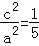 c²/a² = 1/5